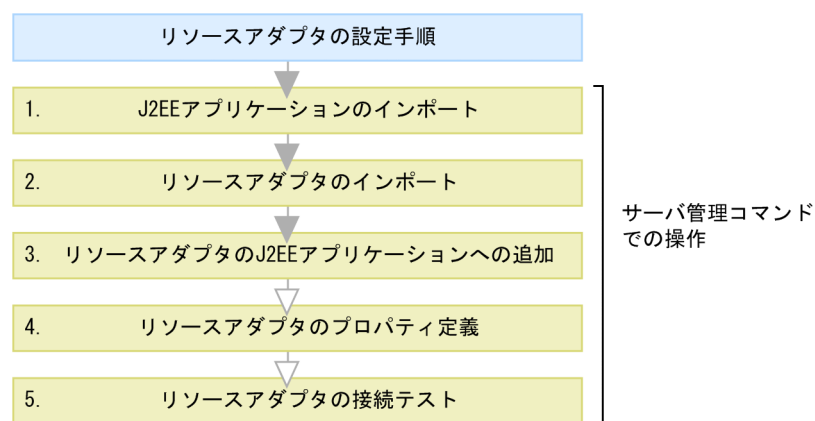 リソースアダプタの設定手順
1. J2EEアプリケーションのインポート
2. リソースアダプタのインポート
3. リソースアダプタのJ2EEアプリケーションへの追加
4. リソースアダプタのプロパティ定義
5. リソースアダプタの接続テスト
サーバ管理コマンド
での操作